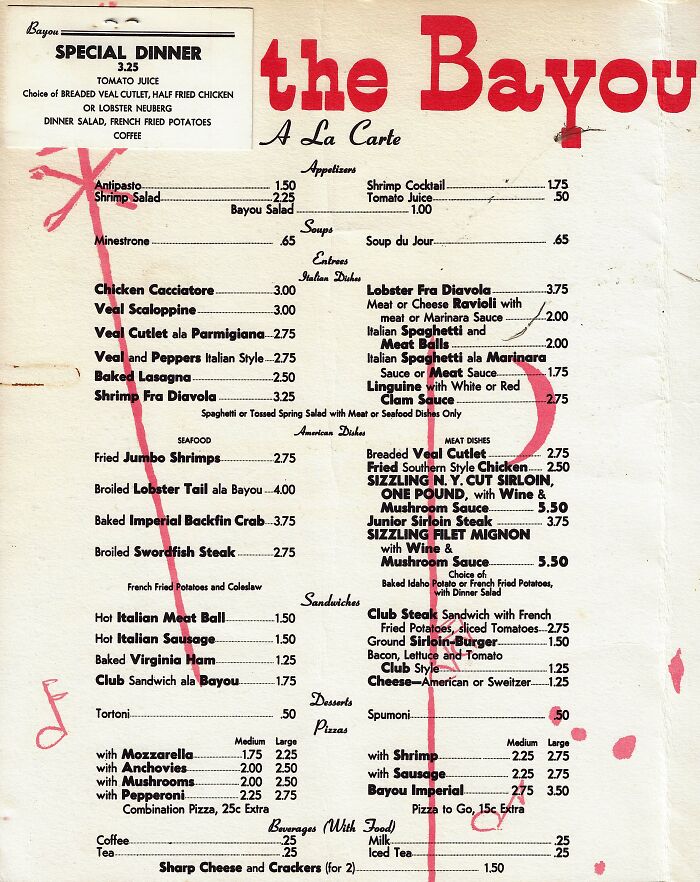 Bayou
SPECIAL DINNER
3.25
TOMATO JUICE
Choice of BREADED VEAL CUTLET, HALF FRIED CHICKEN
OR LOBSTER NEUBERG
DINNER SALAD, FRENCH FRIED POTATOES
COFFEE
the Bayou
A La Carte
Appetizers
Antipasto 1.50
Shrimp Salad 2.25
Shrimp Cocktail 1.75
Tomato Juice .50
Bayou Salad 1.00
Soups
Minestrone .65
Soup du Jour .65
Entrees
Italian Dishes
Chicken Cacciatore 3.00
Veal Scaloppine 3.00
Veal Cutlet ala Parmigiana 2.75
Veal and Peppers Italian Style 2.75
Baked Lasagna 2.50
Shrimp Fra Diavola 3.25
Lobster Fra Diavola 3.75
Meat or Cheese Ravioli with
meat or Marinara Sauce 2.00
Italian Spaghetti and
Meat Balls 2.00
Italian Spaghetti ala Marinara
Sauce or Meat Sauce 1.75
Linguine with White or Red
Clam Sauce 2.75
Spaghetti or Tossed Spring Salad with Meat or Seafood Dishes Only
American Dishes
SEAFOOD
Fried Jumbo Shrimps 2.75
Broiled Lobster Tail ala Bayou 4.00
Baked Imperial Backfin Crab 3.75
Broiled Swordfish Steak 2.75
French Fried Potatoes and Coleslaw
MEAT DISHES
Breaded Veal Cutlet 2.75
Fried Southern Style Chicken 2.50
SIZZLING N. Y. CUT SIRLOIN,
ONE POUND, with Wine &
Mushroom Sauce 5.50
Junior Sirloin Steak 3.75
SIZZLING FILET MIGNON
with Wine &
Mushroom Sauce 5.50
Choice of:
Baked Idaho Potato or French Fried Potatoes,
with Dinner Salad
Sandwiches
Hot Italian Meat Ball 1.50
Hot Italian Sausage 1.50
Baked Virginia Ham 1.25
Club Sandwich ala Bayou 1.75
Club Steak Sandwich with French
Fried Potatoes, sliced Tomatoes 2.75
Ground Sirloin-Burger 1.50
Bacon, Lettuce and Tomato
Club Style 1.25
Cheese—American or Sweitzer 1.25
Desserts
Tortoni .50
Spumoni .50
Pizzas
Medium Large
with Mozzarella 1.75 2.25
with Anchovies 2.00 2.50
with Mushrooms 2.00 2.50
with Pepperoni 2.25 2.75
Combination Pizza, 25c Extra
Medium Large
with Shrimp 2.25 2.75
with Sausage 2.25 2.75
Bayou Imperial 2.75 3.50
Pizza to Go, 15c Extra
Beverages (With Food)
Coffee .25
Tea .25
Milk .25
Iced Tea .25
Sharp Cheese and Crackers (for 2) 1.50